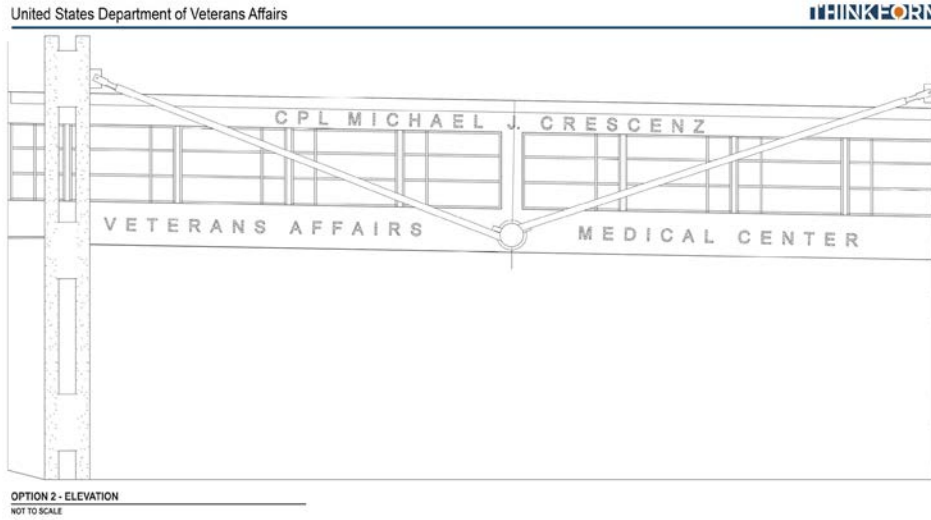 United States Department of Veterans Affairs
THINKFORM
CPL MICHAEL J. CRESCENZ
VETERANS AFFAIRS MEDICAL CENTER
OPTION 2 - ELEVATION
NOT TO SCALE